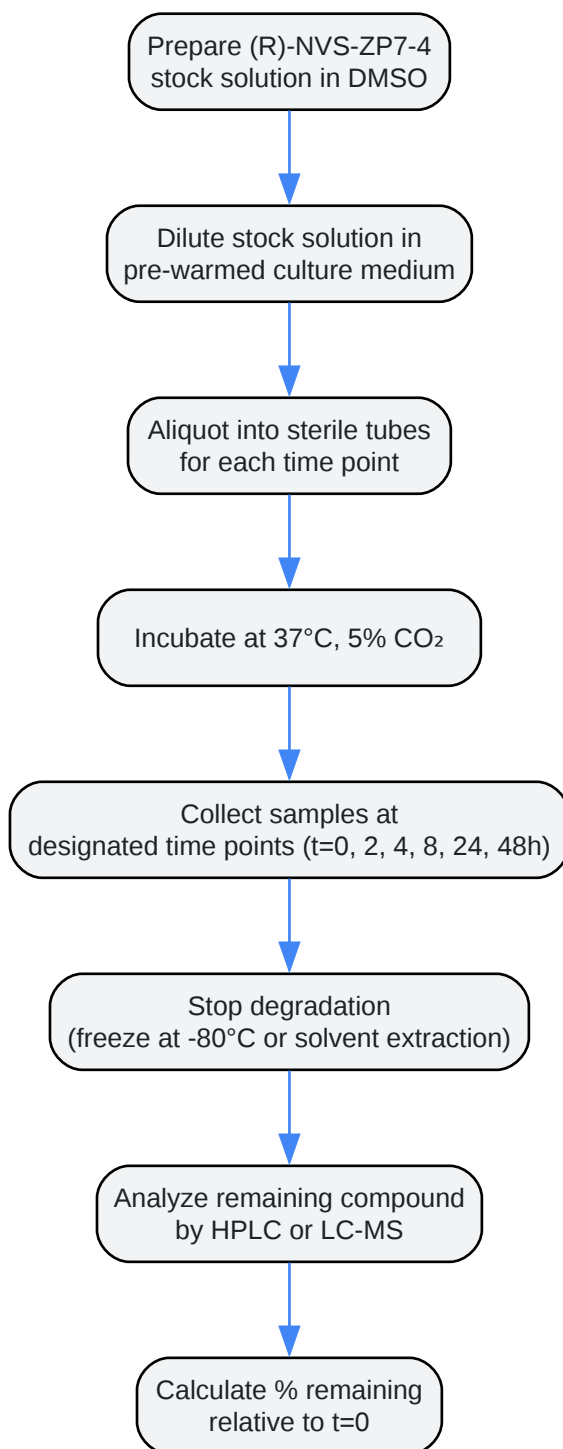 Prepare (R)-NVS-ZP7-4
stock solution in DMSO
Dilute stock solution in
pre-warmed culture medium
Aliquot into sterile tubes
for each time point
Incubate at 37°C, 5% CO₂
Collect samples at
designated time points (t=0, 2, 4, 8, 24, 48h)
Stop degradation
(freeze at -80°C or solvent extraction)
Analyze remaining compound
by HPLC or LC-MS
Calculate % remaining
relative to t=0